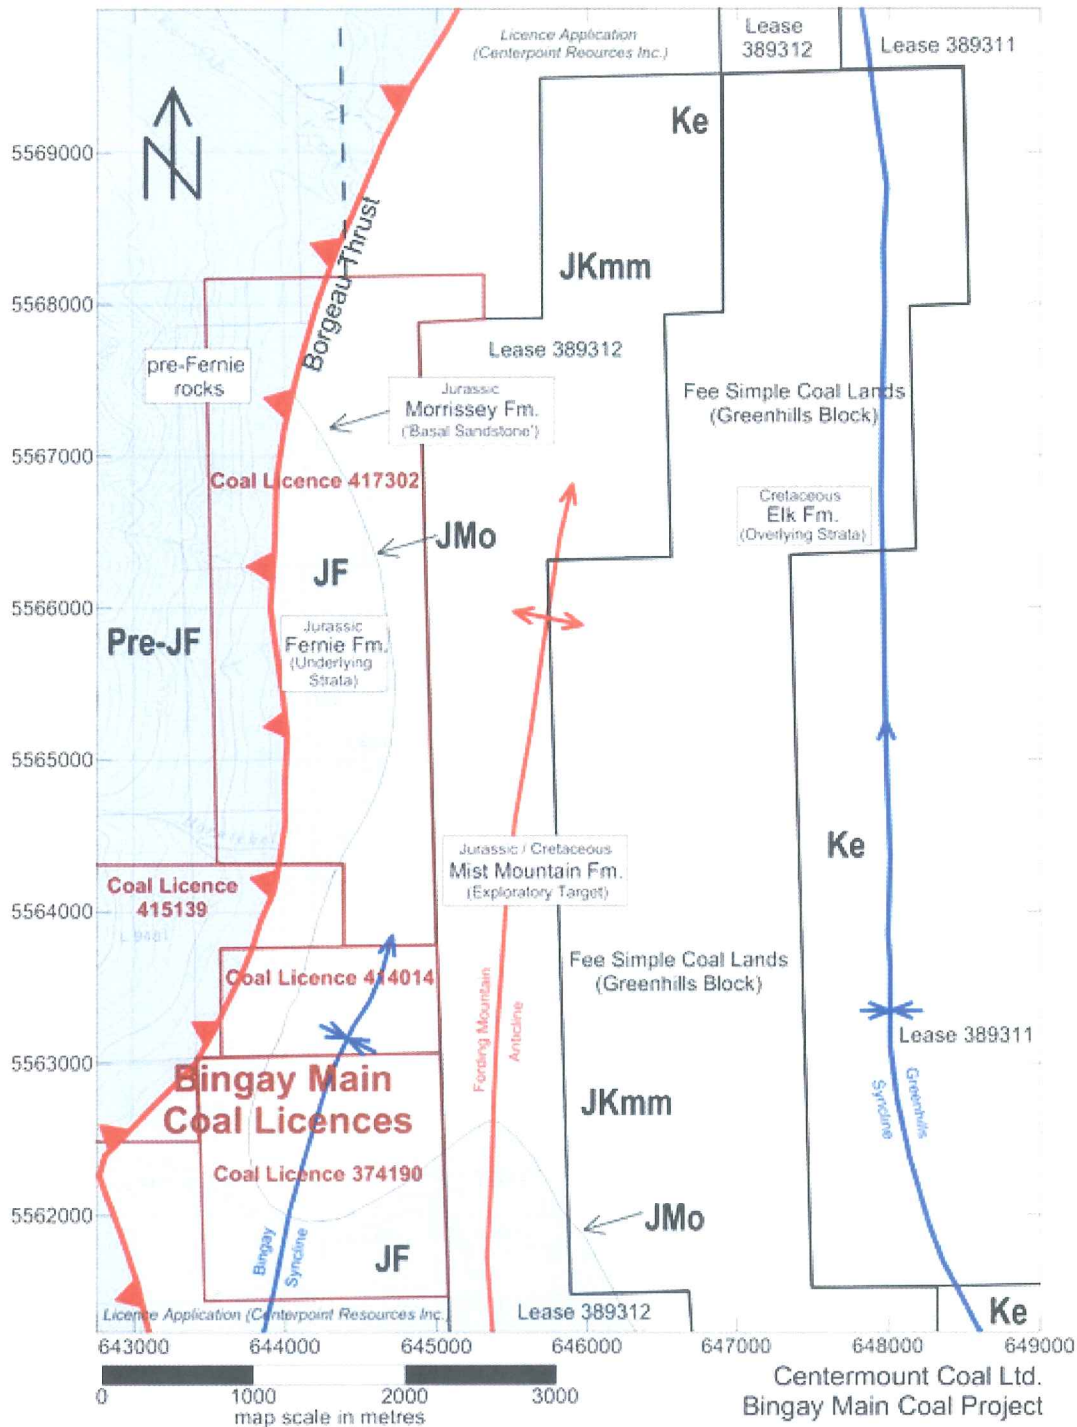 Licence Application
(Centerpoint Reources Inc.)
Lease
389312
Lease 389311
Ke
N
5569000
Borgeau Thrust
JKmm
5568000
Lease 389312
pre-Fernie
rocks
Jurassic
Morrissey Fm.
('Basal Sandstone')
Fee Simple Coal Lands
(Greenhills Block)
5567000
Coal Licence 417302
Cretaceous
Elk Fm.
(Overlying Strata)
JMo
JF
5566000
Pre-JF
Jurassic
Fernie Fm.
(Underlying
Strata)
5565000
Jurassic / Cretaceous
Mist Mountain Fm.
(Exploratory Target)
Ke
Coal Licence
415139
5564000
L 9481
Coal Licence 414014
Fee Simple Coal Lands
(Greenhills Block)
Fording Mountain
Anticline
Lease 389311
5563000
Bingay Main
Coal Licences
Greenhills
Syncline
JKmm
Coal Licence 374190
5562000
JMo
Bingay
Syncline
JF
Licence Application (Centerpoint Resources Inc.)
Lease 389312
Ke
643000
644000
645000
646000
647000
648000
649000
0
1000
2000
3000
map scale in metres
Centermount Coal Ltd.
Bingay Main Coal Project